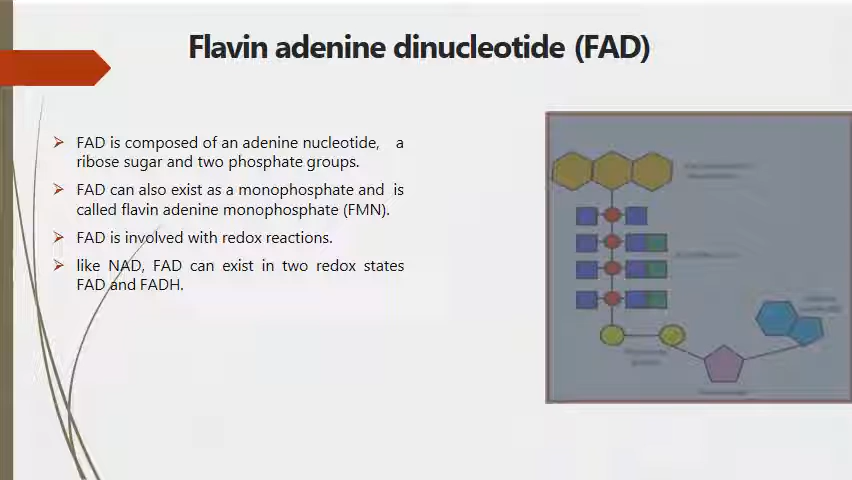 Flavin adenine dinucleotide (FAD)
FAD is composed of an adenine nucleotide, a
ribose sugar and two phosphate groups.
FAD can also exist as a monophosphate and is
called flavin adenine monophosphate (FMN).
FAD is involved with redox reactions.
like NAD, FAD can exist in two redox states
FAD and FADH.